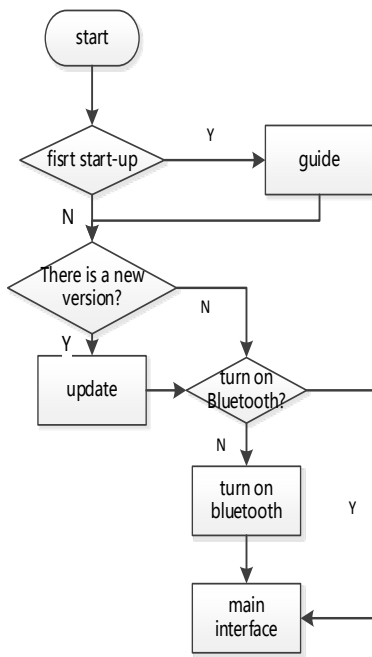 start
fisrt start-up
Y
guide
N
There is a new
version?
N
Y
update
turn on
Bluetooth?
N
turn on
bluetooth
Y
main
interface